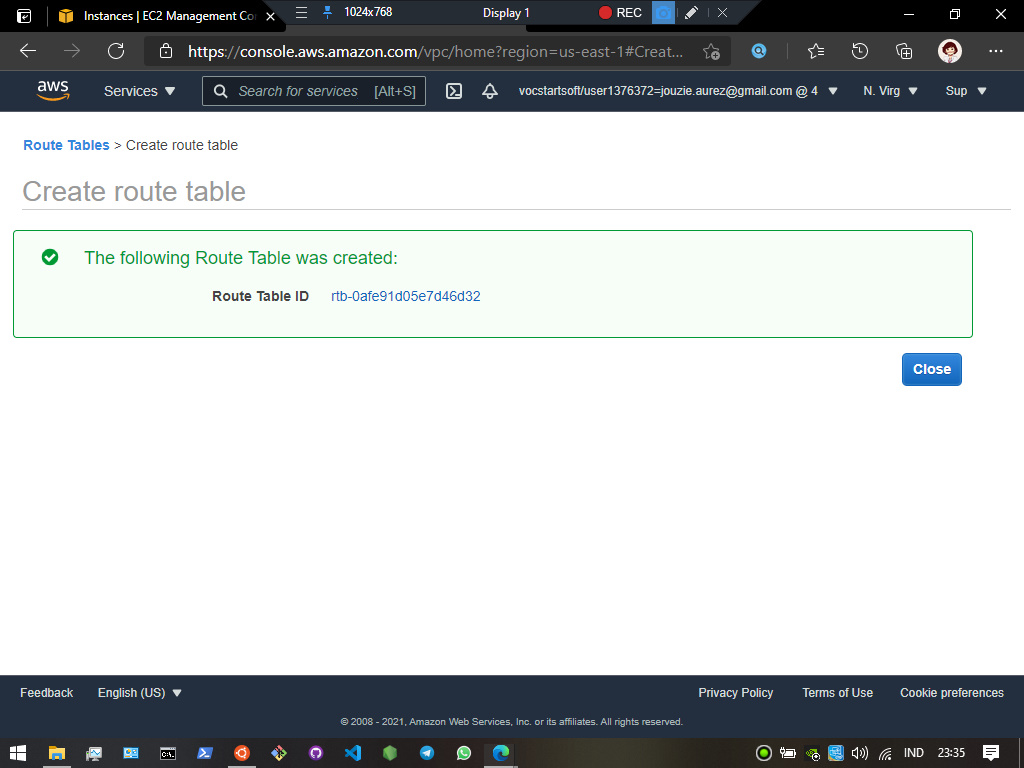 Instances | EC2 Management Co
1024x768
Display 1
REC
https://console.aws.amazon.com/vpc/home?region=us-east-1#Creat...
aws
Services
Search for services [Alt+S]
vocstartsoft/user1376372=jouzie.aurez@gmail.com @ 4
N. Virg
Sup
Route Tables > Create route table
Create route table
The following Route Table was created:
Route Table ID rtb-0afe91d05e7d46d32
Close
Feedback
English (US)
Privacy Policy
Terms of Use
Cookie preferences
© 2008 - 2021, Amazon Web Services, Inc. or its affiliates. All rights reserved.
IND
23:35